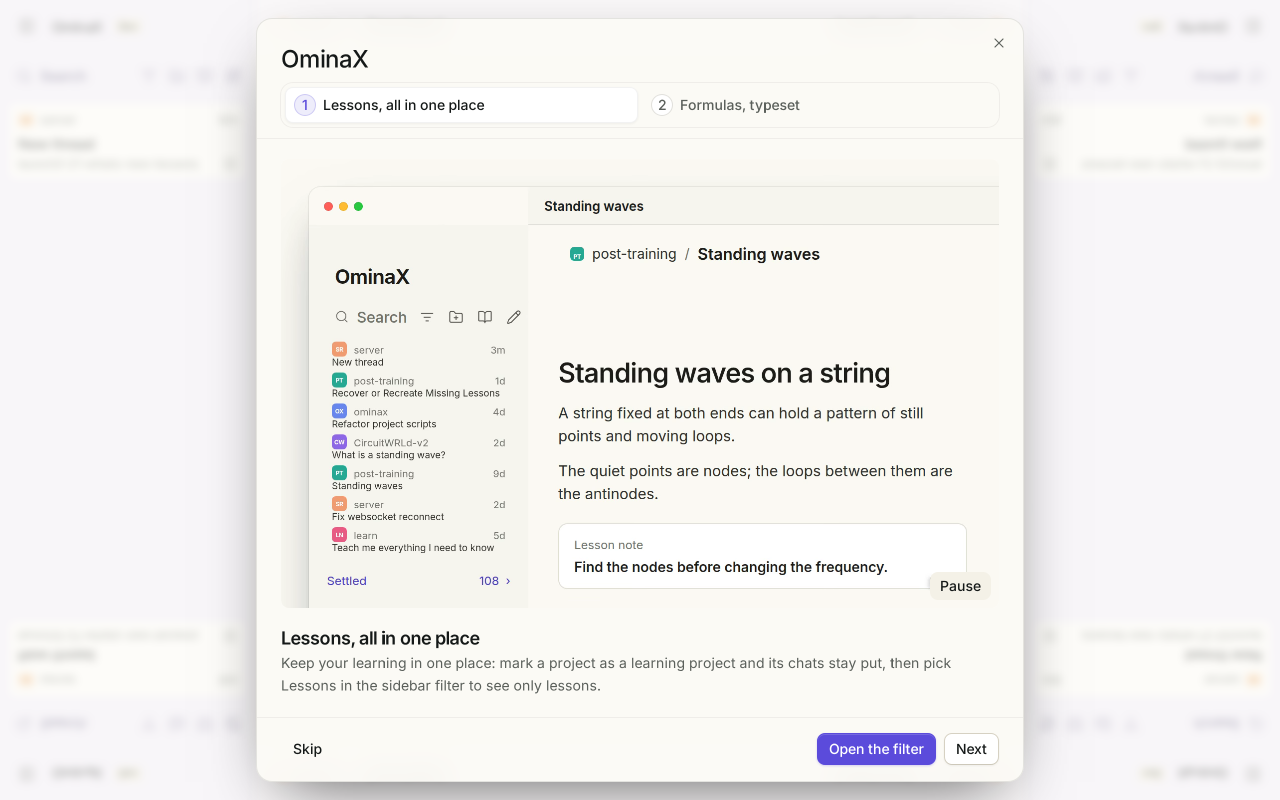 OminaX
1 Lessons, all in one place
2 Formulas, typeset
Standing waves
PT post-training / Standing waves
OminaX
Search
SR server 3m
New thread
PT post-training 1d
Recover or Recreate Missing Lessons
OX ominax 4d
Refactor project scripts
CW CircuitWRLd-v2 2d
What is a standing wave?
PT post-training 9d
Standing waves
SR server 2d
Fix websocket reconnect
LN learn 5d
Teach me everything I need to know
Settled 108 ›
Standing waves on a string
A string fixed at both ends can hold a pattern of still
points and moving loops.
The quiet points are nodes; the loops between them are
the antinodes.
Lesson note
Find the nodes before changing the frequency.
Pause
Lessons, all in one place
Keep your learning in one place: mark a project as a learning project and its chats stay put, then pick
Lessons in the sidebar filter to see only lessons.
Skip
Open the filter
Next